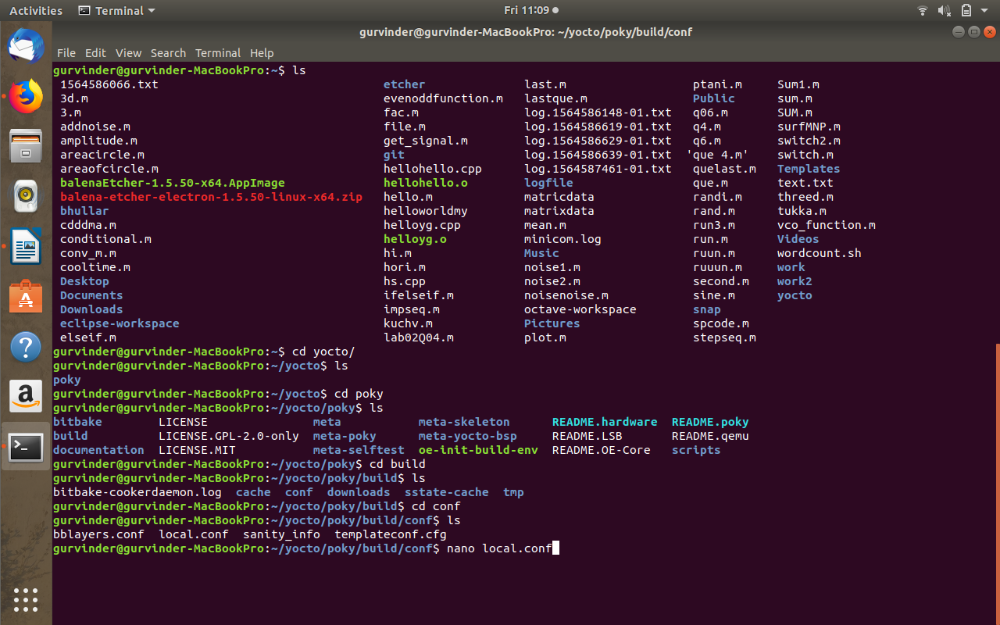 Activities Terminal Fri 11:09
gurvinder@gurvinder-MacBookPro: ~/yocto/poky/build/conf
File Edit View Search Terminal Help
gurvinder@gurvinder-MacBookPro:~$ ls
1564586066.txt etcher last.m ptani.m Sum1.m
3d.m evenoddfunction.m lastque.m Public sum.m
3.m fac.m log.1564586148-01.txt q06.m SUM.m
addnoise.m file.m log.1564586619-01.txt q4.m surfMNP.m
amplitude.m get_signal.m log.1564586629-01.txt q6.m switch2.m
areacircle.m git log.1564586639-01.txt 'que 4.m' switch.m
areaofcircle.m hellohello.cpp log.1564587461-01.txt quelast.m Templates
balenaEtcher-1.5.50-x64.AppImage hellohello.o logfile que.m text.txt
balena-etcher-electron-1.5.50-linux-x64.zip hello.m matricdata randi.m threed.m
bhullar helloworldmy matrixdata rand.m tukka.m
cdddma.m helloyg.cpp mean.m run3.m vco_function.m
conditional.m helloyg.o minicom.log run.m Videos
conv_m.m hi.m Music ruun.m wordcount.sh
cooltime.m hori.m noise1.m ruuun.m work
Desktop hs.cpp noise2.m second.m work2
Documents ifelseif.m noisenoise.m sine.m yocto
Downloads impseq.m octave-workspace snap
eclipse-workspace kuchv.m Pictures spcode.m
elseif.m lab02Q04.m plot.m stepseq.m
gurvinder@gurvinder-MacBookPro:~$ cd yocto/
gurvinder@gurvinder-MacBookPro:~/yocto$ ls
poky
gurvinder@gurvinder-MacBookPro:~/yocto$ cd poky
gurvinder@gurvinder-MacBookPro:~/yocto/poky$ ls
bitbake LICENSE meta meta-skeleton README.hardware README.poky
build LICENSE.GPL-2.0-only meta-poky meta-yocto-bsp README.LSB README.qemu
documentation LICENSE.MIT meta-selftest oe-init-build-env README.OE-Core scripts
gurvinder@gurvinder-MacBookPro:~/yocto/poky$ cd build
gurvinder@gurvinder-MacBookPro:~/yocto/poky/build$ ls
bitbake-cookerdaemon.log cache conf downloads sstate-cache tmp
gurvinder@gurvinder-MacBookPro:~/yocto/poky/build$ cd conf
gurvinder@gurvinder-MacBookPro:~/yocto/poky/build/conf$ ls
bblayers.conf local.conf sanity_info templateconf.cfg
gurvinder@gurvinder-MacBookPro:~/yocto/poky/build/conf$ nano local.conf